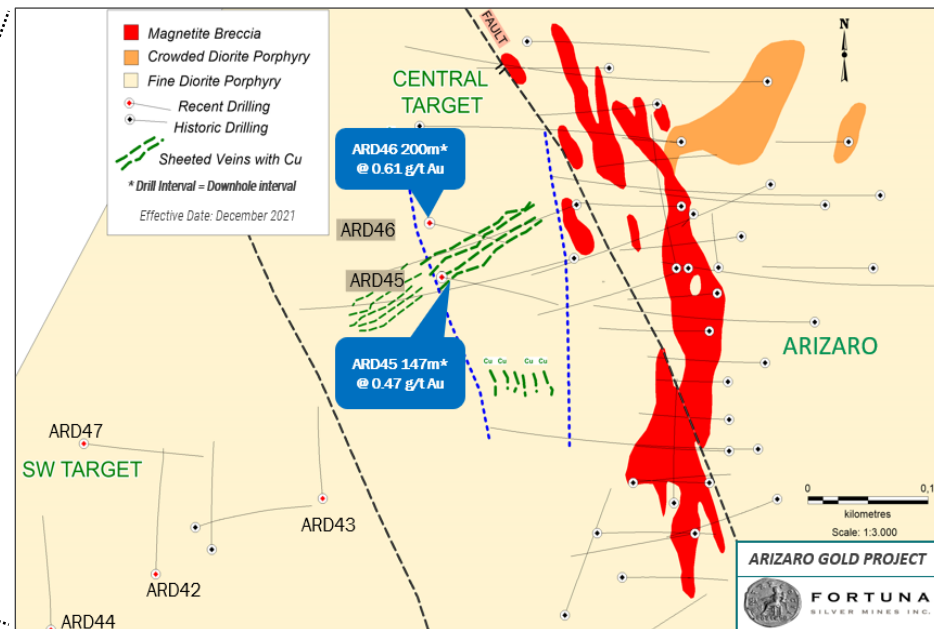 Magnetite Breccia
Crowded Diorite Porphyry
Fine Diorite Porphyry
Recent Drilling
Historic Drilling
Sheeted Veins with Cu
* Drill Interval = Downhole interval
Effective Date: December 2021
FAULT
N
CENTRAL
TARGET
ARD46 200m*
@ 0.61 g/t Au
ARD46
ARD45
ARD45 147m*
@ 0.47 g/t Au
Cu Cu Cu Cu
ARIZARO
ARD47
SW TARGET
ARD43
ARD42
ARD44
0 0,1
kilometres
Scale: 1:3.000
ARIZARO GOLD PROJECT
FORTUNA
SILVER MINES INC.